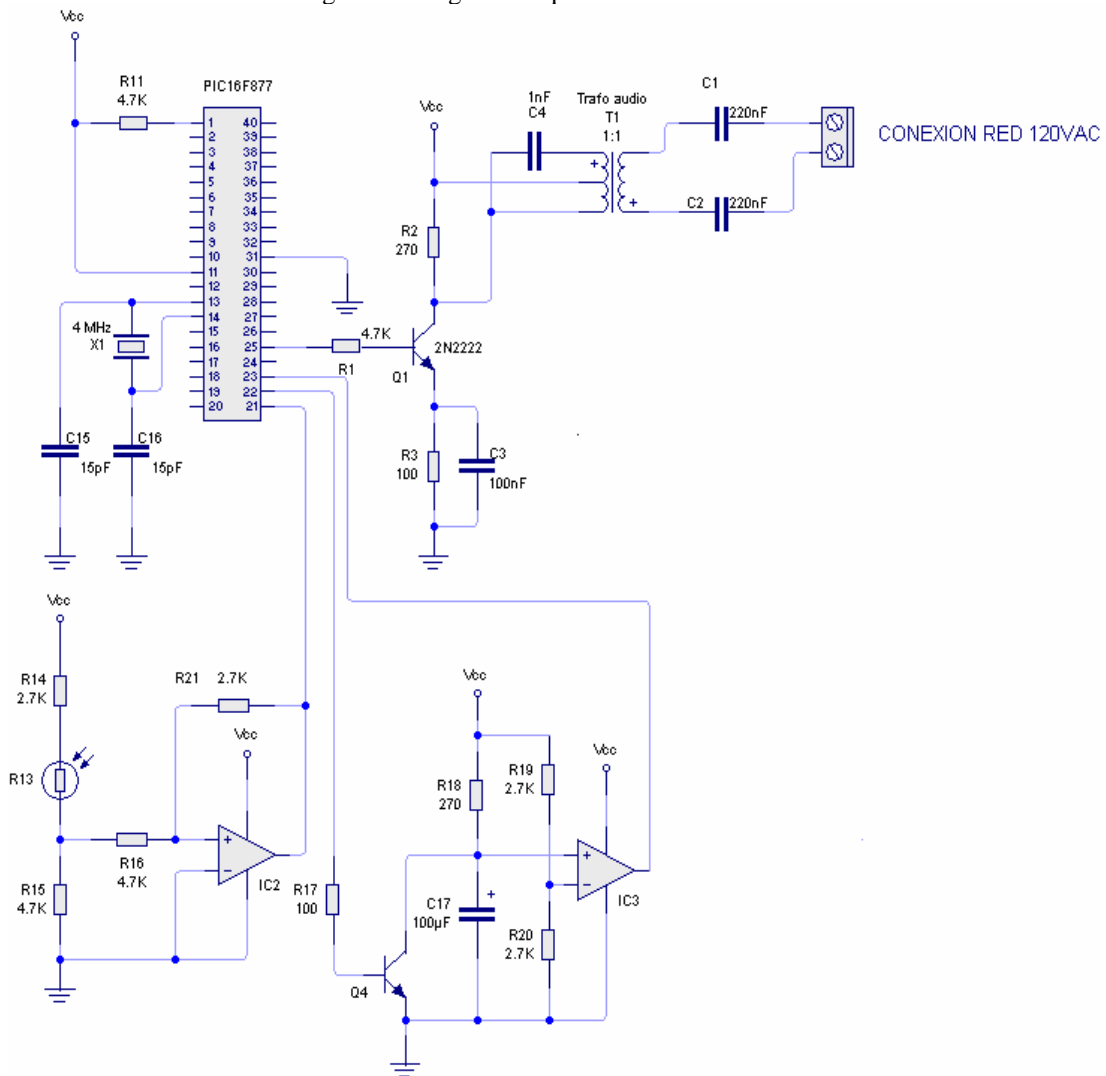 Vcc
R11
4.7K
PIC16F877
1 40
2 39
3 38
4 37
5 36
6 35
7 34
8 33
9 32
10 31
11 30
12 29
13 28
14 27
15 26
16 25
17 24
18 23
19 22
20 21
4 MHz
X1
C15
15pF
C16
15pF
Vcc
1nF
C4
Trafo audio
T1
1:1
+
+
C1
220nF
C2
220nF
CONEXION RED 120VAC
R2
270
4.7K
R1
2N2222
Q1
R3
100
C3
100nF
Vcc
R14
2.7K
R13
R15
4.7K
R16
4.7K
R21
2.7K
Vcc
+
−
IC2
R17
100
Q4
Vcc
R18
270
R19
2.7K
Vcc
+
−
IC3
C17
100µF
+
R20
2.7K